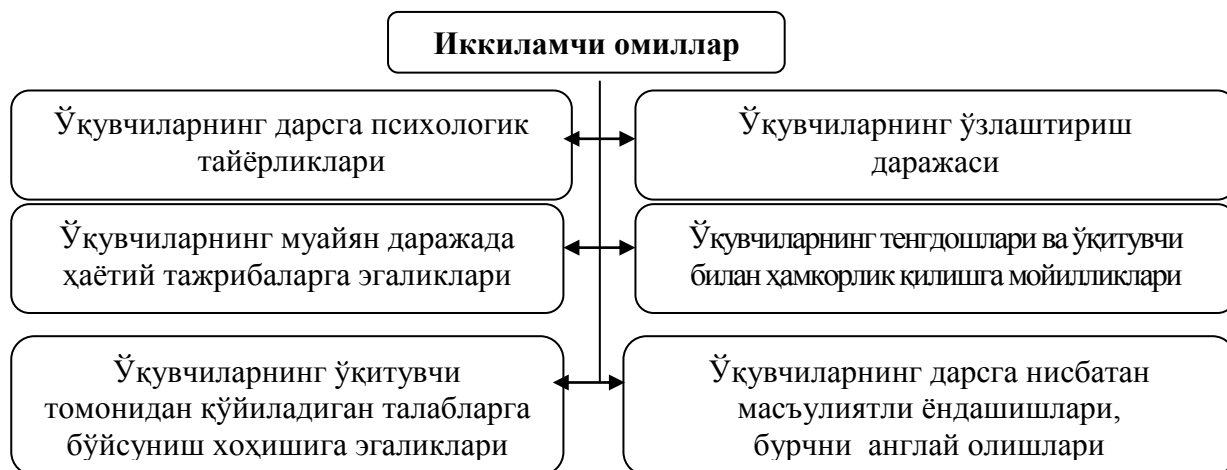 Иккиламчи омиллар
Ўқувчиларнинг дарсга психологик
тайёрликлари
Ўқувчиларнинг ўзлаштириш
даражаси
Ўқувчиларнинг муайян даражада
ҳаётий тажрибаларга эгаликлари
Ўқувчиларнинг тенгдошлари ва ўқитувчи
билан ҳамкорлик қилишга мойилликлари
Ўқувчиларнинг ўқитувчи
томонидан қўйиладиган талабларга
бўйсуниш хоҳишига эгаликлари
Ўқувчиларнинг дарсга нисбатан
масъулиятли ёндашишлари,
бурчни англай олишлари